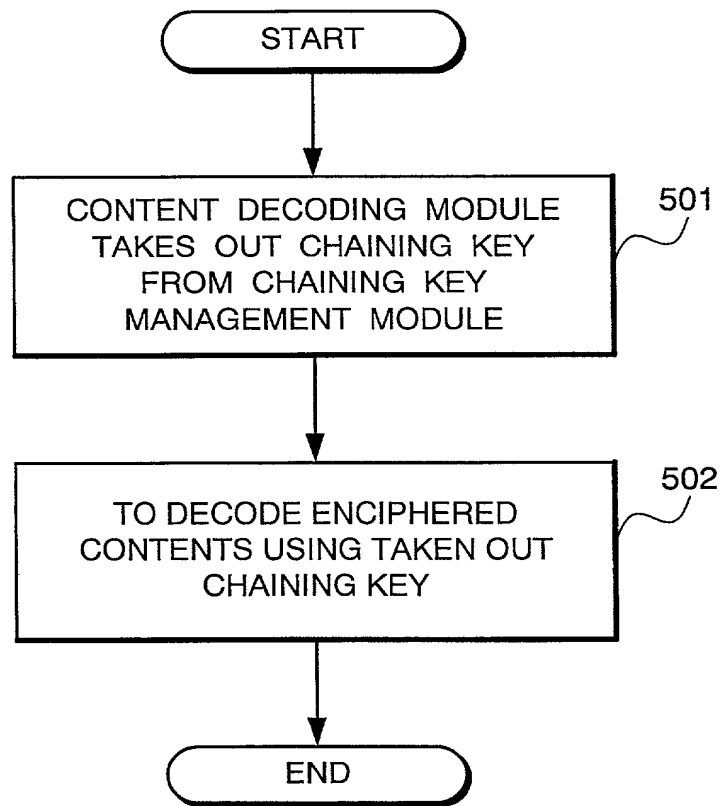 START
CONTENT DECODING MODULE
TAKES OUT CHAINING KEY
FROM CHAINING KEY
MANAGEMENT MODULE
501
TO DECODE ENCIPHERED
CONTENTS USING TAKEN OUT
CHAINING KEY
502
END